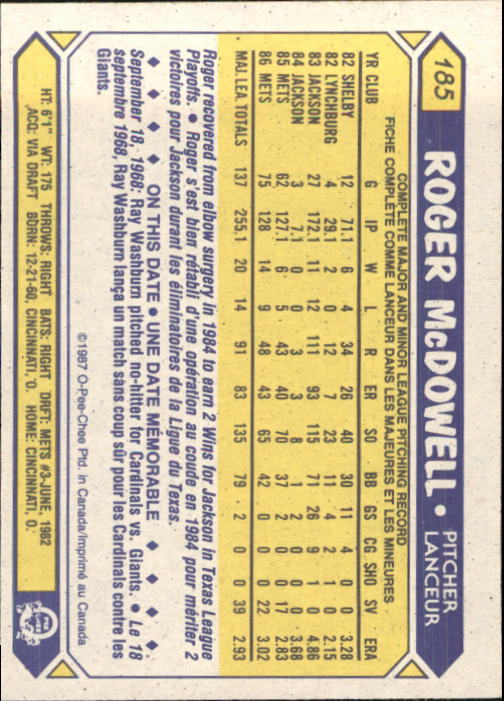 185
ROGER McDOWELL •
PITCHER
LANCEUR
COMPLETE MAJOR AND MINOR LEAGUE PITCHING RECORD
FICHE COMPLETE COMME LANCEUR DANS LES MAJEURES ET LES MINEURES
YR CLUB G IP W L R ER SO BB GS CG SHO SV ERA
82 SHELBY 12 71.1 6 4 34 26 40 30 11 4 0 0 3.28
82 LYNCHBURG 4 29.1 2 0 12 7 23 11 4 2 1 0 2.15
83 JACKSON 27 172.1 11 12 111 93 115 71 26 9 1 0 4.86
84 JACKSON 3 7.1 0 0 3 3 8 1 2 0 0 0 3.68
85 METS 62 127.1 6 5 43 40 70 37 2 0 0 17 2.83
86 METS 75 128 14 9 48 43 65 42 0 0 0 22 3.02
MAJ. LEA. TOTALS 137 255.1 20 14 91 83 135 79 2 0 0 39 2.93
Roger recovered from elbow surgery in 1984 to earn 2 Wins for Jackson in Texas League
Playoffs. • Roger s'est bien rétabli d'une opération au coude en 1984 pour meriter 2
victoires pour Jackson durant les éliminatoires de la Ligue du Texas.
ON THIS DATE • UNE DATE MÉMORABLE
September 18, 1968: Ray Washburn pitched no-hitter for Cardinals vs. Giants. • Le 18
septembre 1968, Ray Washburn lança un match sans coup sûr pour les Cardinals contre les
Giants.
©1987 O-Pee-Chee Ptd. in Canada/Imprimé au Canada
HT: 6'1" WT: 175 THROWS: RIGHT BATS: RIGHT DRFT: METS #3-JUNE, 1982
ACQ: VIA DRAFT BORN: 12-21-60, CINCINNATI, O. HOME: CINCINNATI, O.